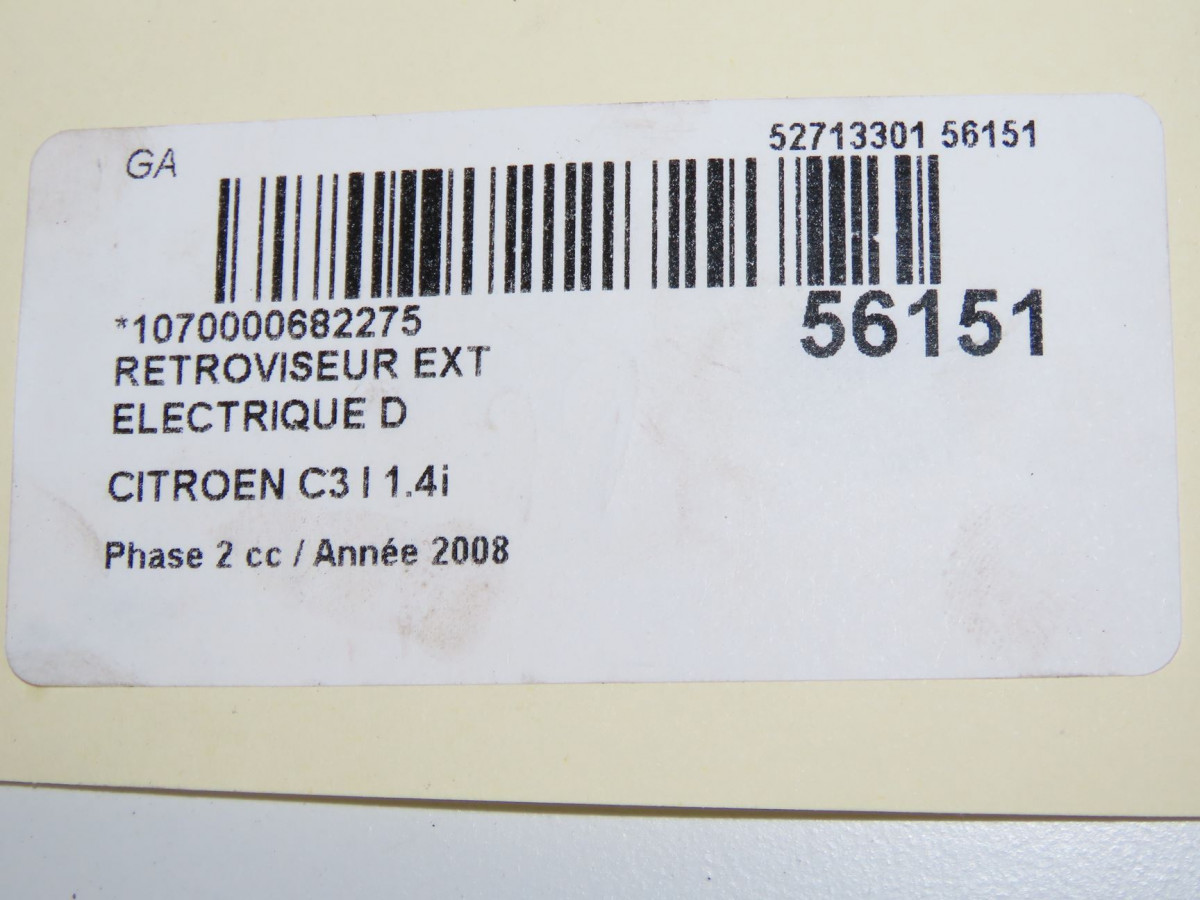 GA
52713301 56151
56151
*1070000682275
RETROVISEUR EXT
ELECTRIQUE D
CITROEN C3 I 1.4i
Phase 2 cc / Année 2008